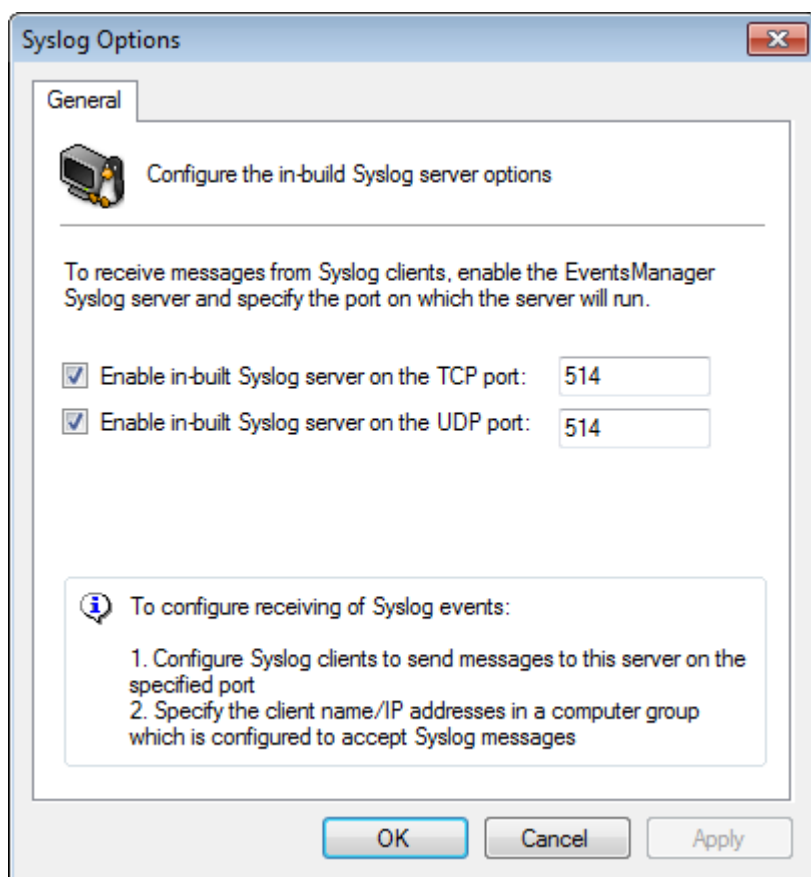 Syslog Options
General
Configure the in-build Syslog server options
To receive messages from Syslog clients, enable the EventsManager
Syslog server and specify the port on which the server will run.
Enable in-built Syslog server on the TCP port: 514
Enable in-built Syslog server on the UDP port: 514
To configure receiving of Syslog events:
1. Configure Syslog clients to send messages to this server on the
specified port
2. Specify the client name/IP addresses in a computer group
which is configured to accept Syslog messages
OK Cancel Apply